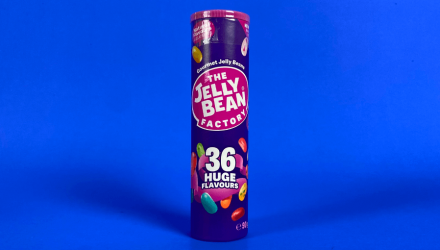 Gourmet Jelly Beans
THE
JELLY
BEAN
FACTORY
36
HUGE
FLAVOURS